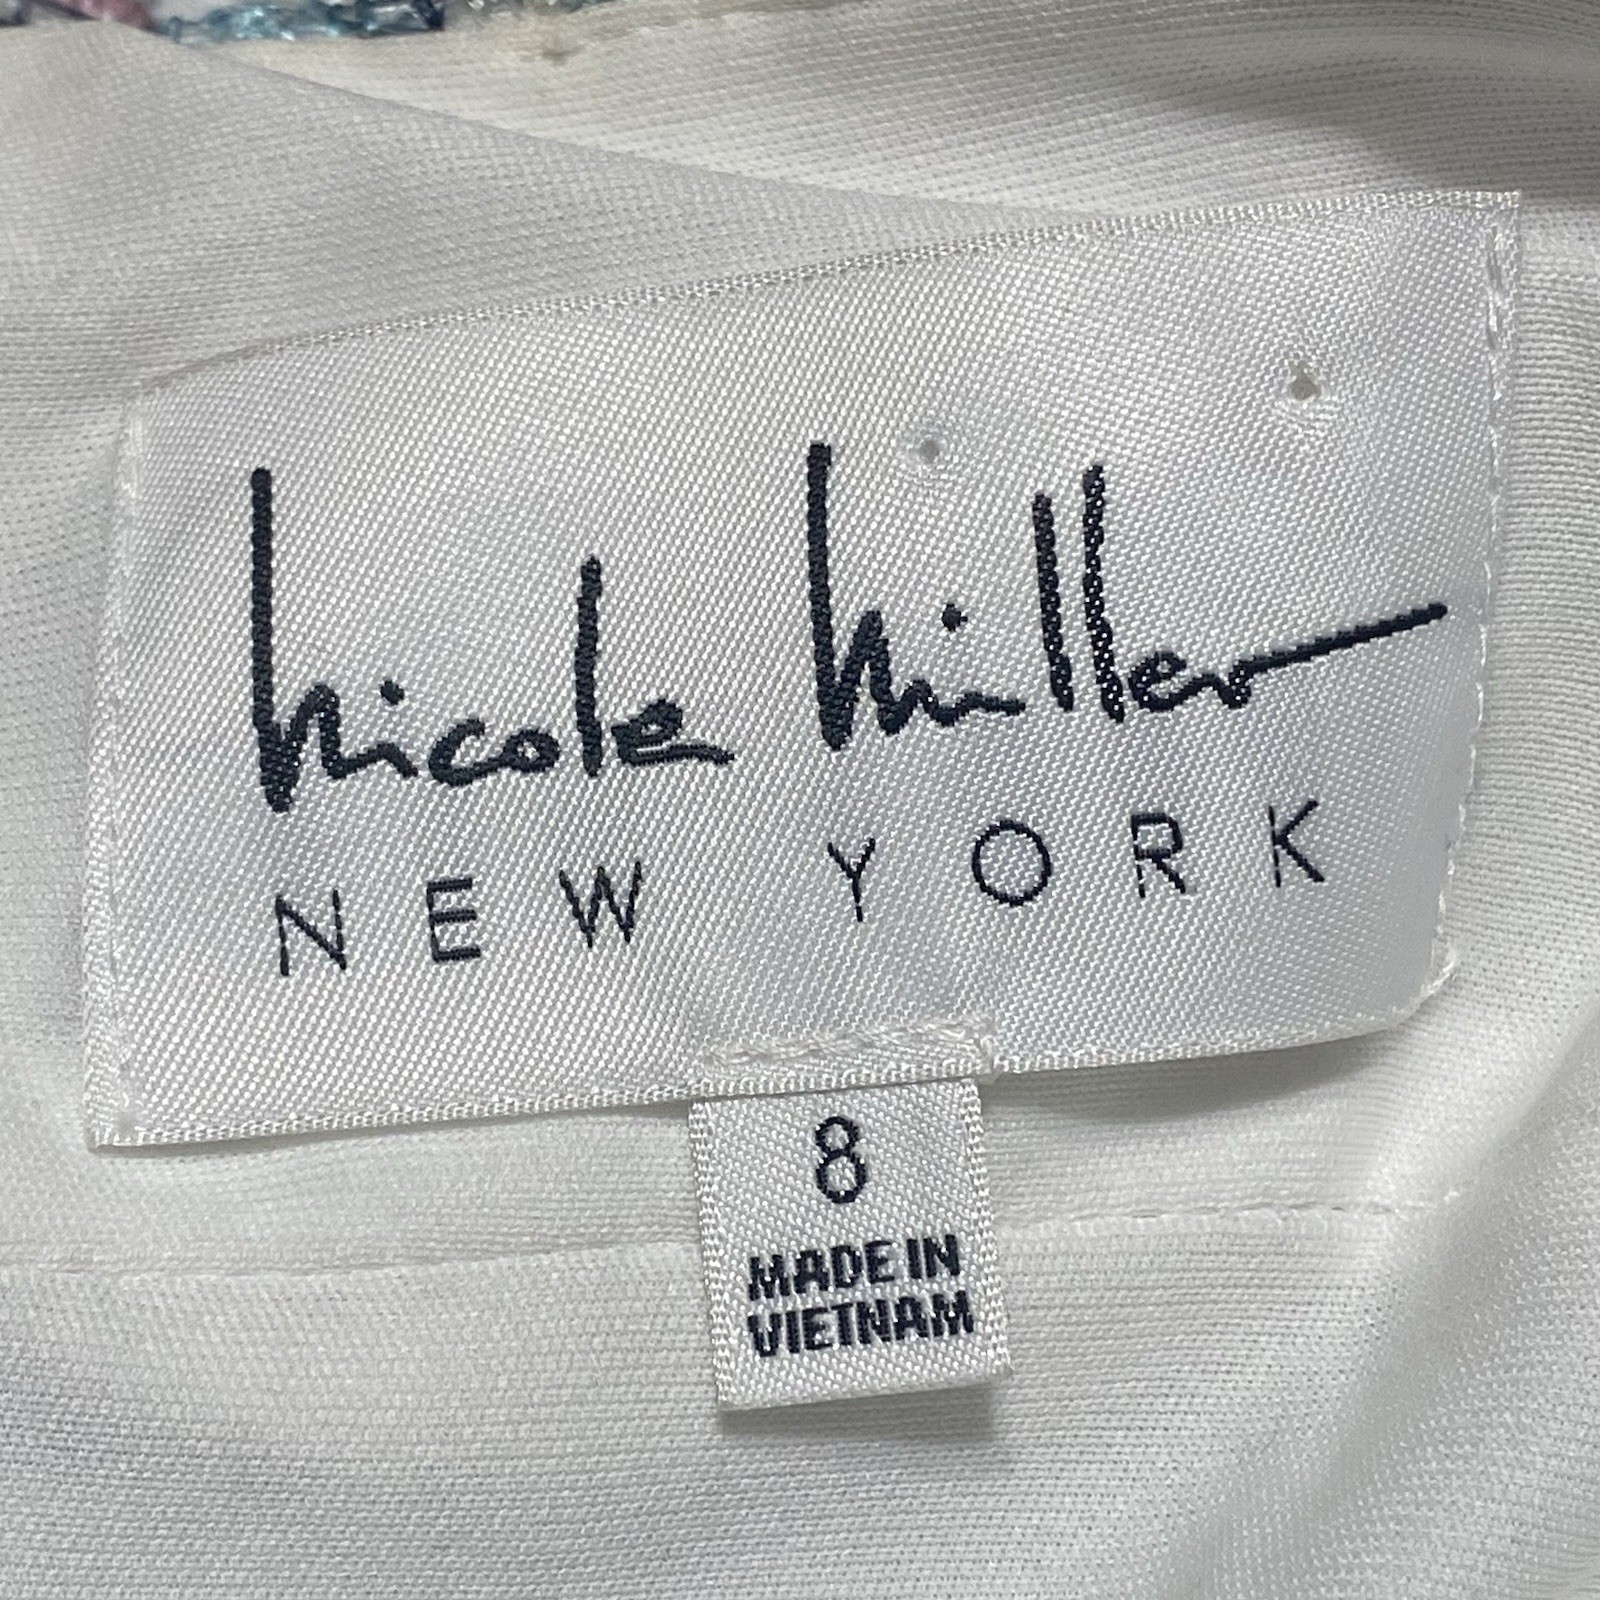 Nicole Miller
NEW YORK
8
MADE IN
VIETNAM